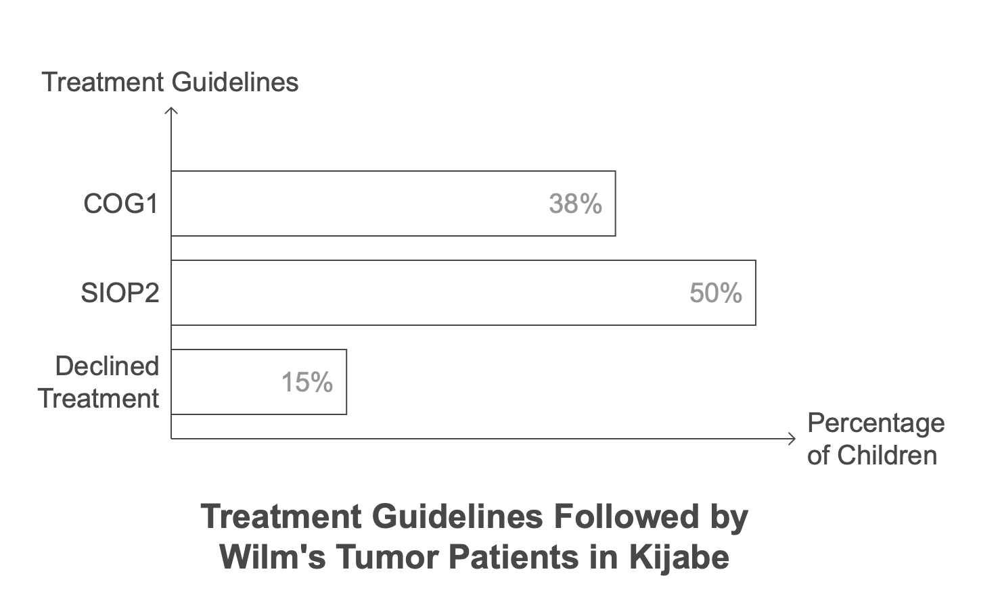 Treatment Guidelines
COG1
38%
SIOP2
50%
Declined
Treatment
15%
Percentage
of Children
Treatment Guidelines Followed by
Wilm's Tumor Patients in Kijabe